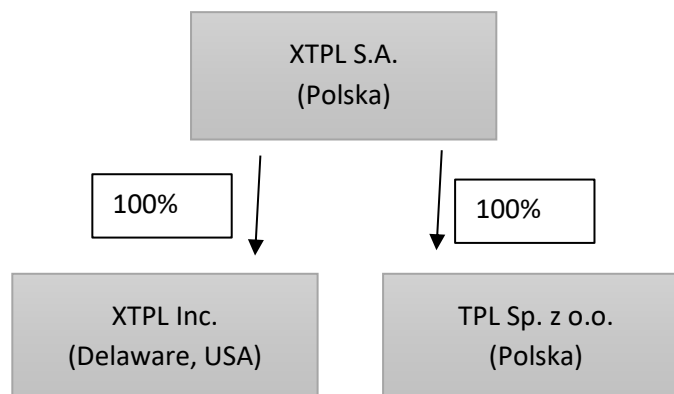 XTPL S.A.
(Polska)
100%
100%
XTPL Inc.
(Delaware, USA)
TPL Sp. z o.o.
(Polska)